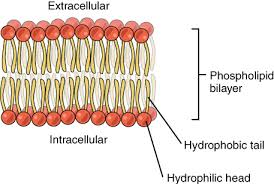 Extracellular
Phospholipid
bilayer
Intracellular
Hydrophobic tail
Hydrophilic head